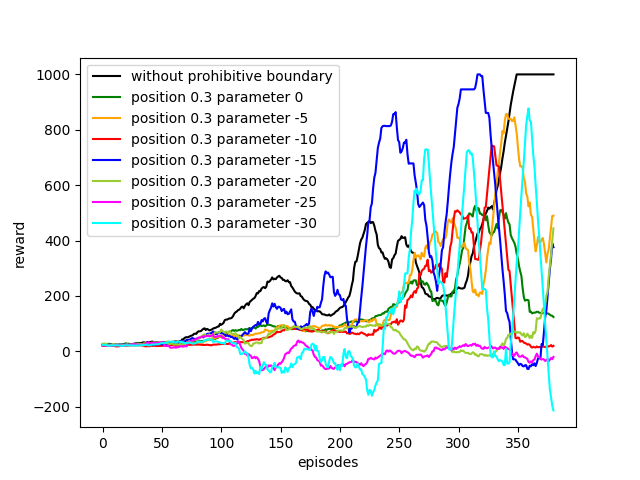 1000
800
600
400
200
0
−200
reward
without prohibitive boundary
position 0.3 parameter 0
position 0.3 parameter -5
position 0.3 parameter -10
position 0.3 parameter -15
position 0.3 parameter -20
position 0.3 parameter -25
position 0.3 parameter -30
0 50 100 150 200 250 300 350
episodes